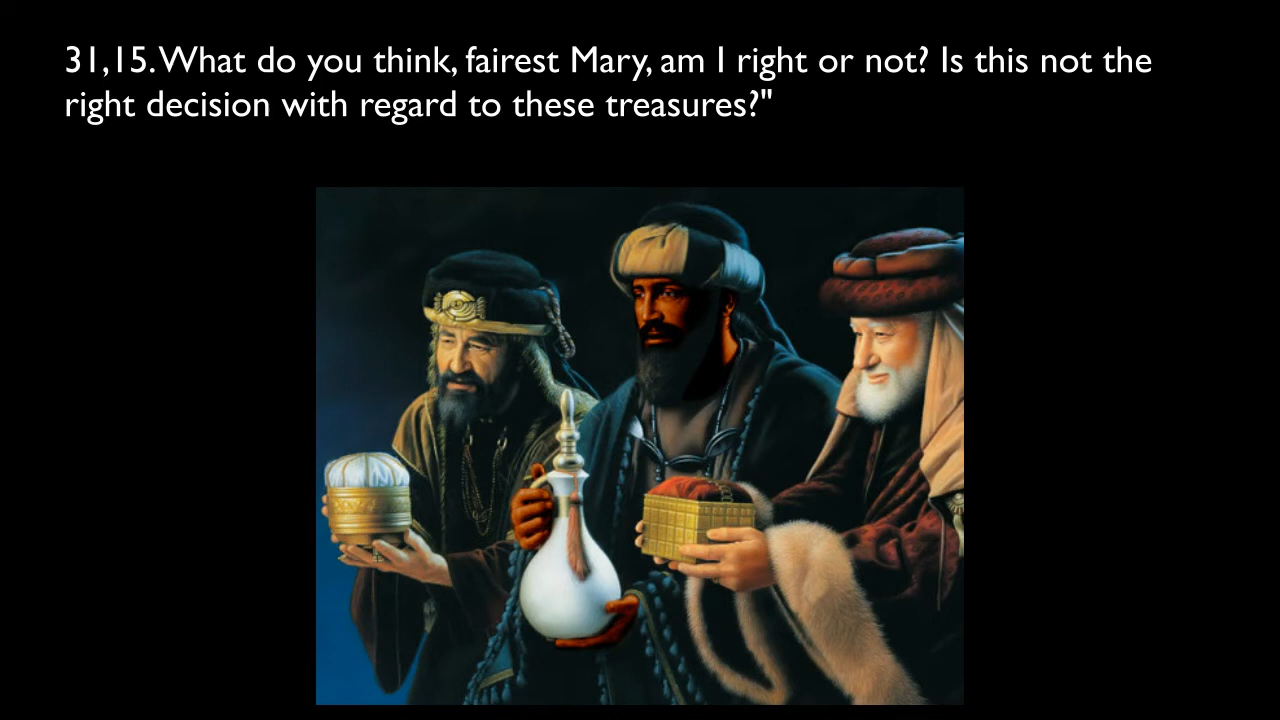 31,15. What do you think, fairest Mary, am I right or not? Is this not the
right decision with regard to these treasures?"